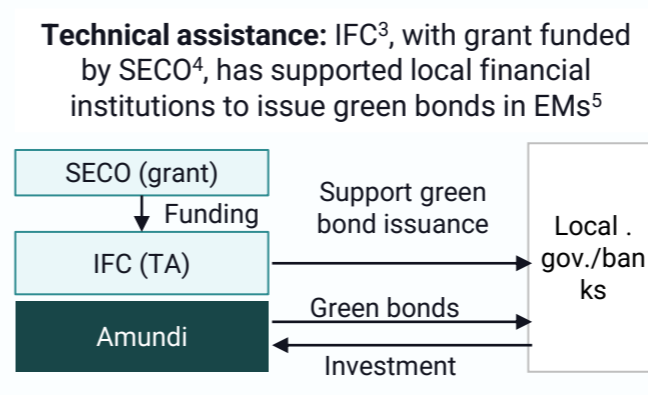 Technical assistance: IFC³, with grant funded
by SECO⁴, has supported local financial
institutions to issue green bonds in EMs⁵
SECO (grant)
Funding
IFC (TA)
Amundi
Support green
bond issuance
Green bonds
Investment
Local .
gov./ban
ks